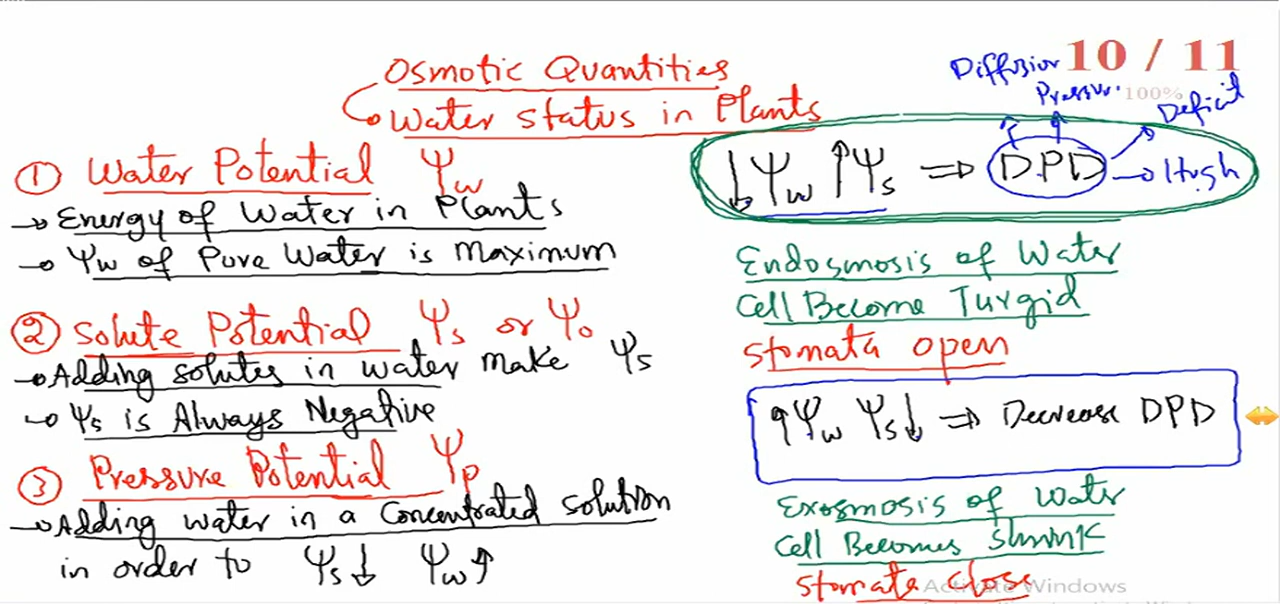 Osmotic Quantities
Water Status in Plants
10 / 11
100%
Diffusion
Pressur.
Deficit
① Water Potential Ψw
→ Energy of Water in Plants
→ Ψw of Pure Water is Maximum
② Solute Potential Ψs or Ψo
→ Adding solutes in water make Ψs
→ Ψs is Always Negative
③ Pressure Potential Ψp
→ Adding water in a Concentrated solution
in order to Ψs↓ Ψw↑
↓Ψw ↑Ψs ⇒ DPD → High
Endosmosis of Water
Cell Become Turgid
Stomata open
↑Ψw Ψs↓ ⇒ Decrease DPD
Exosmosis of Water
Cell Becomes Shrink
Stomata close
Activate Windows